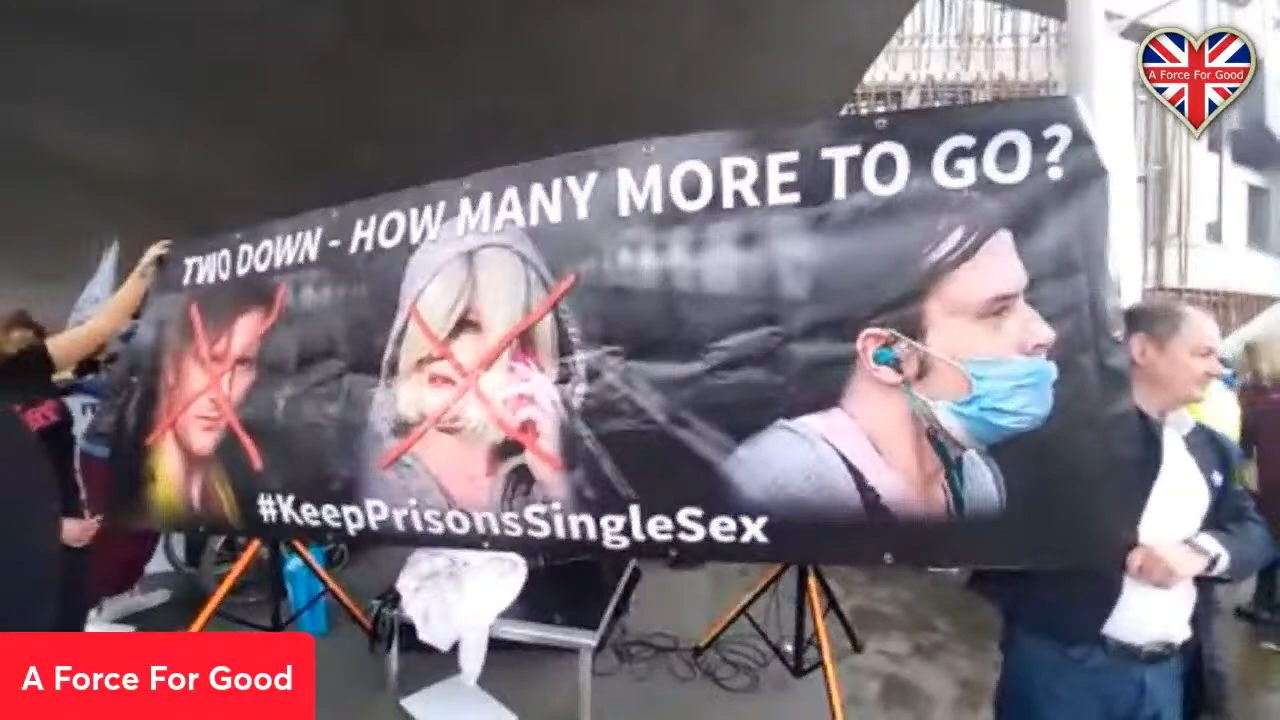 A Force For Good
TWO DOWN - HOW MANY MORE TO GO?
#KeepPrisonsSingleSex
A Force For Good